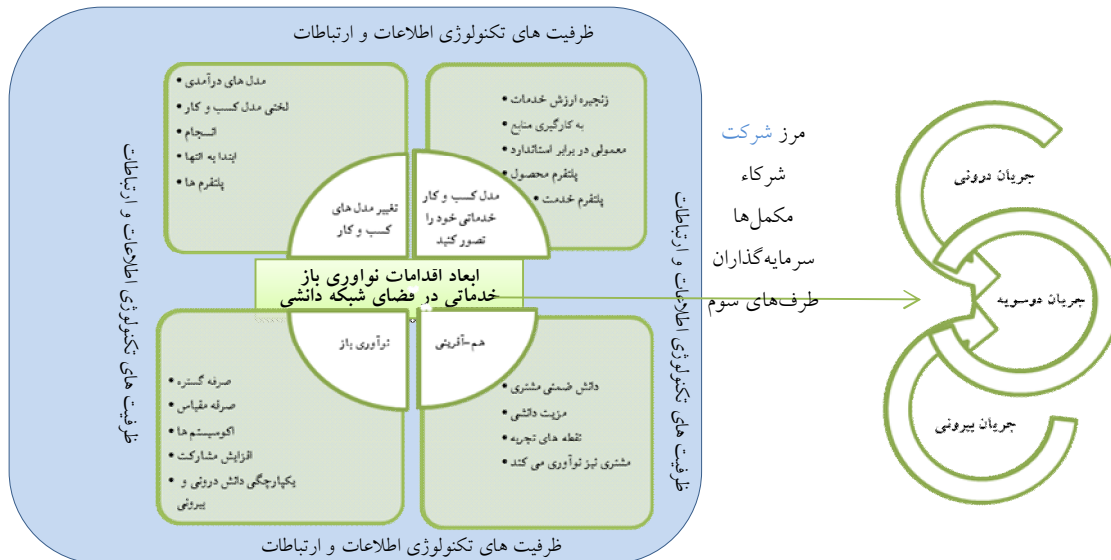 ظرفیت های تکنولوژی اطلاعات و ارتباطات
زنجیره ارزش خدمات
به کارگیری منابع
معمولی در برابر استاندارد
پلتفرم محصول
پلتفرم خدمت
مدل کسب و کار
خدماتی خود را
تصور کنید
مدل های درآمدی
لختی مدل کسب و کار
انسجام
ابتدا به انتها
پلتفرم ها
تغییر مدل های
کسب و کار
ابعاد اقدامات نوآوری باز
خدماتی در فضای شبکه دانشی
هم-آفرینی
دانش ضمنی مشتری
مزیت دانشی
نقطه های تجربه
مشتری نیز نوآوری می کند
نوآوری باز
صرفه گستره
صرفه مقیاس
اکوسیستم ها
افزایش مشارکت
یکپارچگی دانش درونی و
بیرونی
ظرفیت های تکنولوژی اطلاعات و ارتباطات
ظرفیت های تکنولوژی اطلاعات و ارتباطات
ظرفیت های تکنولوژی اطلاعات و ارتباطات
مرز شرکت
شرکاء
مکمل‌ها
سرمایه‌گذاران
طرف‌های سوم
جریان درونی
جریان دوسویه
جریان بیرونی